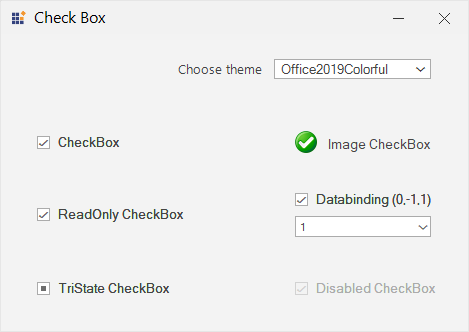 Check Box
Choose theme Office2019Colorful
CheckBox
Image CheckBox
ReadOnly CheckBox
Databinding (0,-1,1)
1
TriState CheckBox
Disabled CheckBox